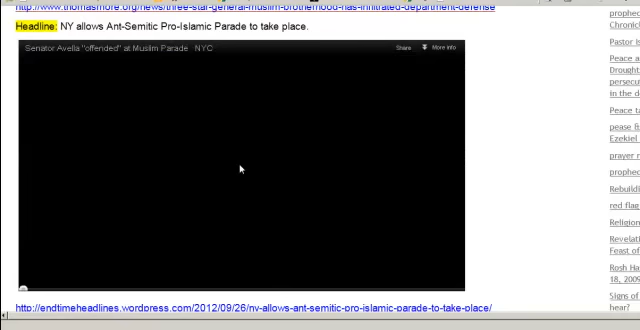 http://www.thomasmore.org/news/three-star-general-muslim-brotherhood-has-infiltrated-department-defense
Headline: NY allows Ant-Semitic Pro-Islamic Parade to take place.
Senator Avella "offended" at Muslim Parade NYC
Share
More info
http://endtimeheadlines.wordpress.com/2012/09/26/ny-allows-ant-semitic-pro-islamic-parade-to-take-place/
prophec
Chronicl
Pastor is
Peace a
Drought
persecut
in the d
Peace ta
pease &
Ezekiel
prayer r
prophec
Rebuildi
red flag
Religion
Revelati
Feast of
Rosh Ha
18, 2009
Signs of
hear?